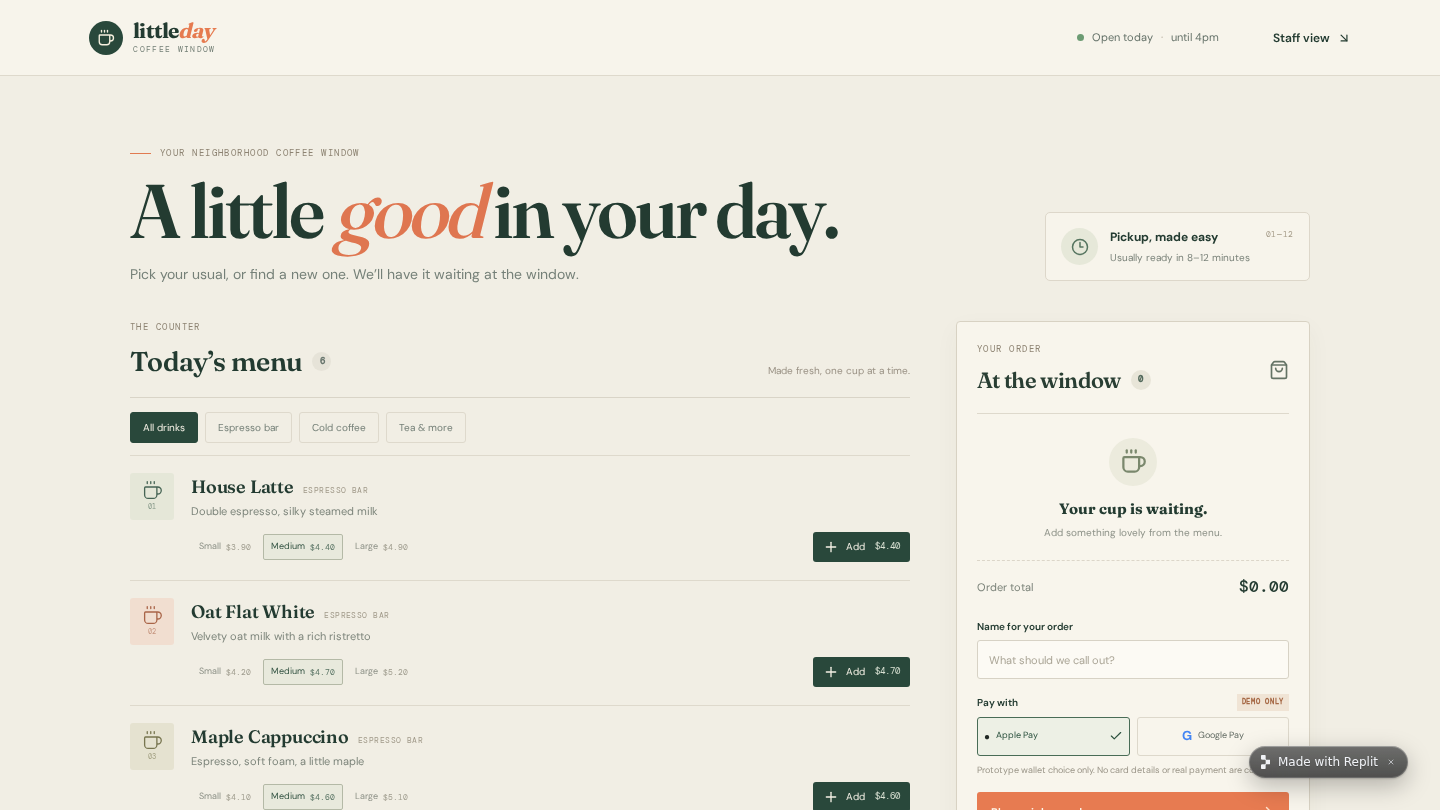 littleday
COFFEE WINDOW
Open today · until 4pm
Staff view
YOUR NEIGHBORHOOD COFFEE WINDOW
A little good in your day.
Pick your usual, or find a new one. We’ll have it waiting at the window.
Pickup, made easy
01–12
Usually ready in 8–12 minutes
THE COUNTER
Today’s menu 6
Made fresh, one cup at a time.
All drinks
Espresso bar
Cold coffee
Tea & more
01
House Latte ESPRESSO BAR
Double espresso, silky steamed milk
Small $3.90 Medium $4.40 Large $4.90
Add $4.40
02
Oat Flat White ESPRESSO BAR
Velvety oat milk with a rich ristretto
Small $4.20 Medium $4.70 Large $5.20
Add $4.70
03
Maple Cappuccino ESPRESSO BAR
Espresso, soft foam, a little maple
Small $4.10 Medium $4.60 Large $5.10
Add $4.60
YOUR ORDER
At the window 0
Your cup is waiting.
Add something lovely from the menu.
Order total $0.00
Name for your order
What should we call out?
Pay with DEMO ONLY
Apple Pay
G Google Pay
Prototype wallet choice only. No card details or real payment are
Made with Replit ×